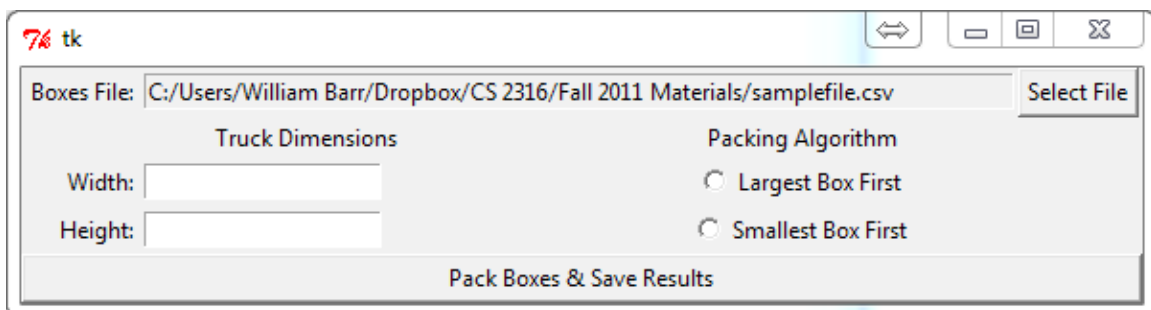 tk
Boxes File: C:/Users/William Barr/Dropbox/CS 2316/Fall 2011 Materials/samplefile.csv Select File
Truck Dimensions Packing Algorithm
Width: Largest Box First
Height: Smallest Box First
Pack Boxes & Save Results